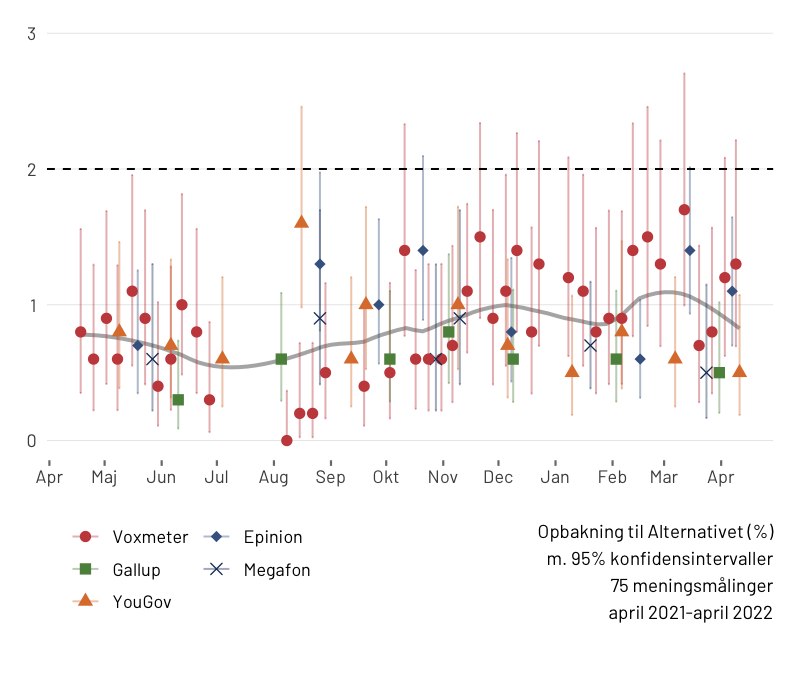 3
2
1
0
Apr Maj Jun Jul Aug Sep Okt Nov Dec Jan Feb Mar Apr
Voxmeter Epinion
Gallup Megafon
YouGov
Opbakning til Alternativet (%)
m. 95% konfidensintervaller
75 meningsmålinger
april 2021-april 2022